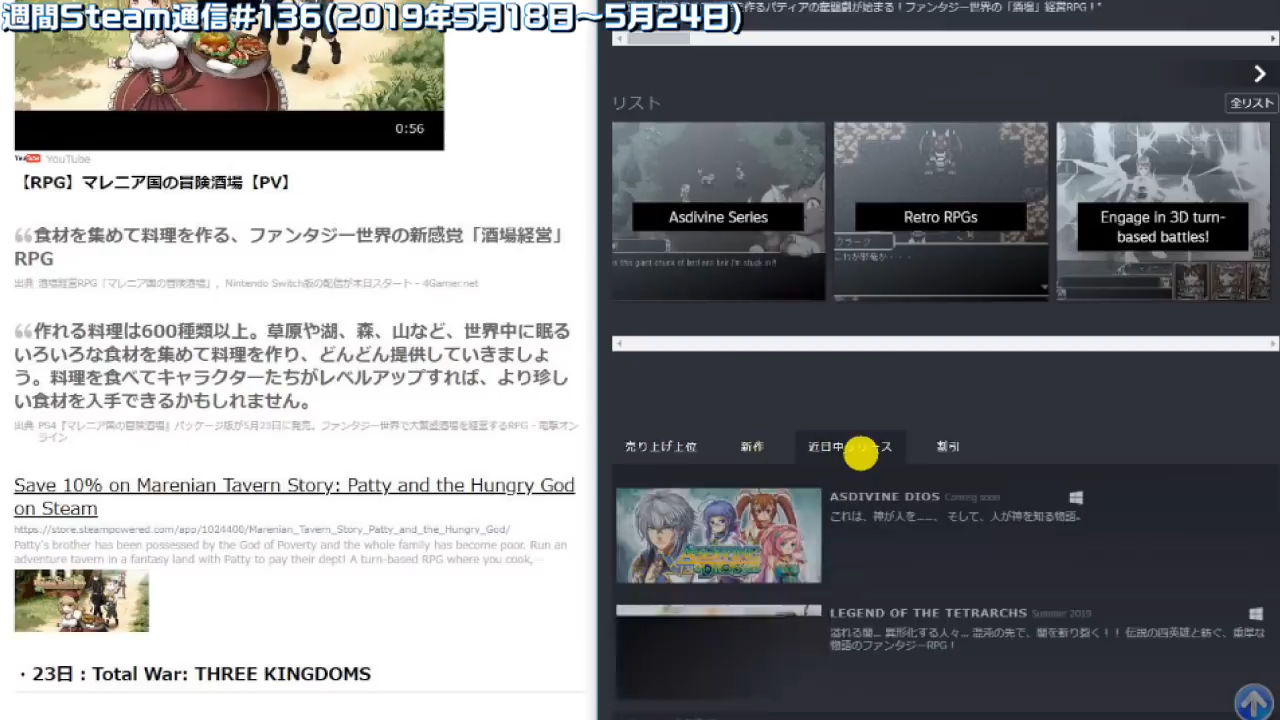 週間Steam通信#136(2019年5月18日～5月24日)
0:56
YouTube
【RPG】マレニア国の冒険酒場【PV】
食材を集めて料理を作る、ファンタジー世界の新感覚「酒場経営」
RPG
出典 酒場経営RPG「マレニア国の冒険酒場」，Nintendo Switch版の配信が本日スタート - 4Gamer.net
作れる料理は600種類以上。草原や湖、森、山など、世界中に眠る
いろいろな食材を集めて料理を作り、どんどん提供していきましょ
う。料理を食べてキャラクターたちがレベルアップすれば、より珍し
い食材を入手できるかもしれません。
出典 PS4『マレニア国の冒険酒場』パッケージ版が5月23日に発売。ファンタジー世界で大繁盛酒場を経営するRPG - 電撃オン
ライン
Save 10% on Marenian Tavern Story: Patty and the Hungry God
on Steam
https://store.steampowered.com/app/1024400/Marenian_Tavern_Story_Patty_and_the_Hungry_God/
Patty's brother has been possessed by the God of Poverty and the whole family has become poor. Run an
adventure tavern in a fantasy land with Patty to pay their dept! A turn-based RPG where you cook,…
・23日：Total War: THREE KINGDOMS
始まる！ファンタジー世界の「酒場」経営RPG！"
リスト
全リスト
Asdivine Series
Retro RPGs
Engage in 3D turn-
based battles!
クラーク
これが邪竜か・・・
売り上げ上位 新作 近日中リリース 割引
ASDIVINE DIOS Coming soon
これは、神が人を……、そして、人が神を知る物語。
LEGEND OF THE TETRARCHS Summer 2019
溢れる闇… 異形化する人々… 混沌の先で、闇を斬り裂く！！ 伝説の四英雄と紡ぐ、重厚な
物語のファンタジーRPG！